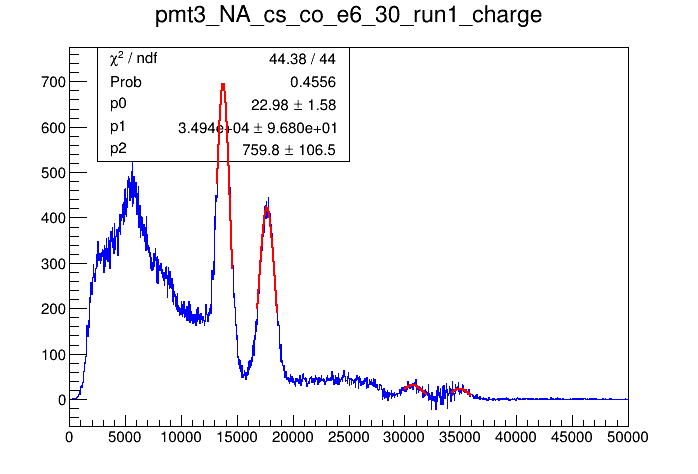 pmt3_NA_cs_co_e6_30_run1_charge
χ² / ndf 44.38 / 44
Prob 0.4556
p0 22.98 ± 1.58
p1 3.494e+04 ± 9.680e+01
p2 759.8 ± 106.5
700
600
500
400
300
200
100
0
0 5000 10000 15000 20000 25000 30000 35000 40000 45000 50000